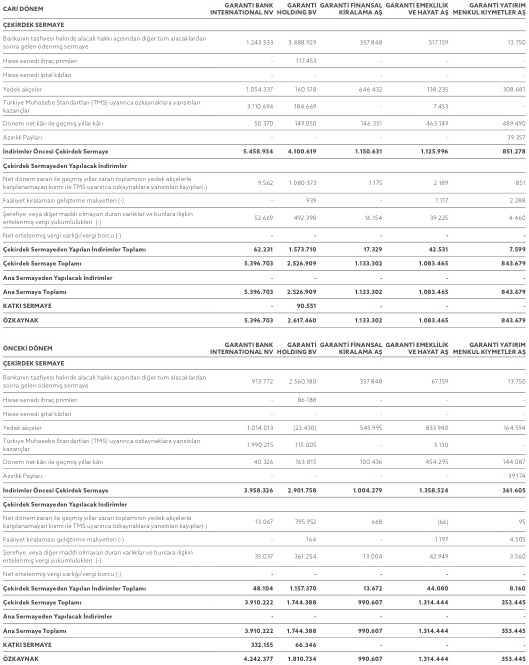 CARİ DÖNEM GARANTİ BANK INTERNATIONAL NV GARANTİ HOLDING BV GARANTİ FİNANSAL KİRALAMA AŞ GARANTİ EMEKLİLİK VE HAYAT AŞ GARANTİ YATIRIM MENKUL KIYMETLER AŞ
ÇEKİRDEK SERMAYE
Bankanın tasfiyesi halinde alacak hakkı açısından diğer tüm alacaklardan
sonra gelen ödenmiş sermaye 1.243.533 3.488.929 357.848 517.159 13.750
Hisse senedi ihraç primleri - 117.453 - - -
Hisse senedi iptal kârları - - - - -
Yedek akçeler 1.054.337 160.518 646.432 138.235 308.681
Türkiye Muhasebe Standartları (TMS) uyarınca özkaynaklara yansıtılan
kazançlar 3.110.694 184.669 - 7.453 -
Dönem net kârı ile geçmiş yıllar kârı 50.370 149.050 146.351 463.149 489.490
Azınlık Payları - - - - 39.357
İndirimler Öncesi Çekirdek Sermaye 5.458.934 4.100.619 1.150.631 1.125.996 851.278
Çekirdek Sermayeden Yapılacak İndirimler
Net dönem zararı ile geçmiş yıllar zararı toplamının yedek akçelerle
karşılanamayan kısmı ile TMS uyarınca özkaynaklara yansıtılan kayıplar(-) 9.562 1.080.373 1.175 2.189 851
Faaliyet kiralaması geliştirme maliyetleri (-) - 939 - 1.117 2.288
Şerefiye veya diğer maddi olmayan duran varlıklar ve bunlara ilişkin
ertelenmiş vergi yükümlülükleri (-) 52.669 492.398 16.154 39.225 4.460
Net ertelenmiş vergi varlığı/vergi borcu (-) - - - - -
Çekirdek Sermayeden Yapılan İndirimler Toplamı 62.231 1.573.710 17.329 42.531 7.599
Çekirdek Sermaye Toplamı 5.396.703 2.526.909 1.133.302 1.083.465 843.679
Ana Sermayeden Yapılacak İndirimler - - - - -
Ana Sermaye Toplamı 5.396.703 2.526.909 1.133.302 1.083.465 843.679
KATKI SERMAYE - 90.551 - - -
ÖZKAYNAK 5.396.703 2.617.460 1.133.302 1.083.465 843.679
ÖNCEKİ DÖNEM GARANTİ BANK INTERNATIONAL NV GARANTİ HOLDING BV GARANTİ FİNANSAL KİRALAMA AŞ GARANTİ EMEKLİLİK VE HAYAT AŞ GARANTİ YATIRIM MENKUL KIYMETLER AŞ
ÇEKİRDEK SERMAYE
Bankanın tasfiyesi halinde alacak hakkı açısından diğer tüm alacaklardan
sonra gelen ödenmiş sermaye 913.772 2.560.180 357.848 67.159 13.750
Hisse senedi ihraç primleri - 86.188 - - -
Hisse senedi iptal kârları - - - - -
Yedek akçeler 1.014.013 (23.430) 545.995 833.940 164.594
Türkiye Muhasebe Standartları (TMS) uyarınca özkaynaklara yansıtılan
kazançlar 1.990.215 115.005 - 3.130 -
Dönem net kârı ile geçmiş yıllar kârı 40.326 163.815 100.436 454.295 144.087
Azınlık Payları - - - - 39.174
İndirimler Öncesi Çekirdek Sermaye 3.958.326 2.901.758 1.004.279 1.358.524 361.605
Çekirdek Sermayeden Yapılacak İndirimler
Net dönem zararı ile geçmiş yıllar zararı toplamının yedek akçelerle
karşılanamayan kısmı ile TMS uyarınca özkaynaklara yansıtılan kayıplar(-) 13.067 795.952 668 (66) 95
Faaliyet kiralaması geliştirme maliyetleri (-) - 164 - 1.197 4.505
Şerefiye veya diğer maddi olmayan duran varlıklar ve bunlara ilişkin
ertelenmiş vergi yükümlülükleri (-) 35.037 361.254 13.004 42.949 3.560
Net ertelenmiş vergi varlığı/vergi borcu (-) - - - - -
Çekirdek Sermayeden Yapılan İndirimler Toplamı 48.104 1.157.370 13.672 44.080 8.160
Çekirdek Sermaye Toplamı 3.910.222 1.744.388 990.607 1.314.444 353.445
Ana Sermayeden Yapılacak İndirimler - - - - -
Ana Sermaye Toplamı 3.910.222 1.744.388 990.607 1.314.444 353.445
KATKI SERMAYE 332.155 66.346 - - -
ÖZKAYNAK 4.242.377 1.810.734 990.607 1.314.444 353.445